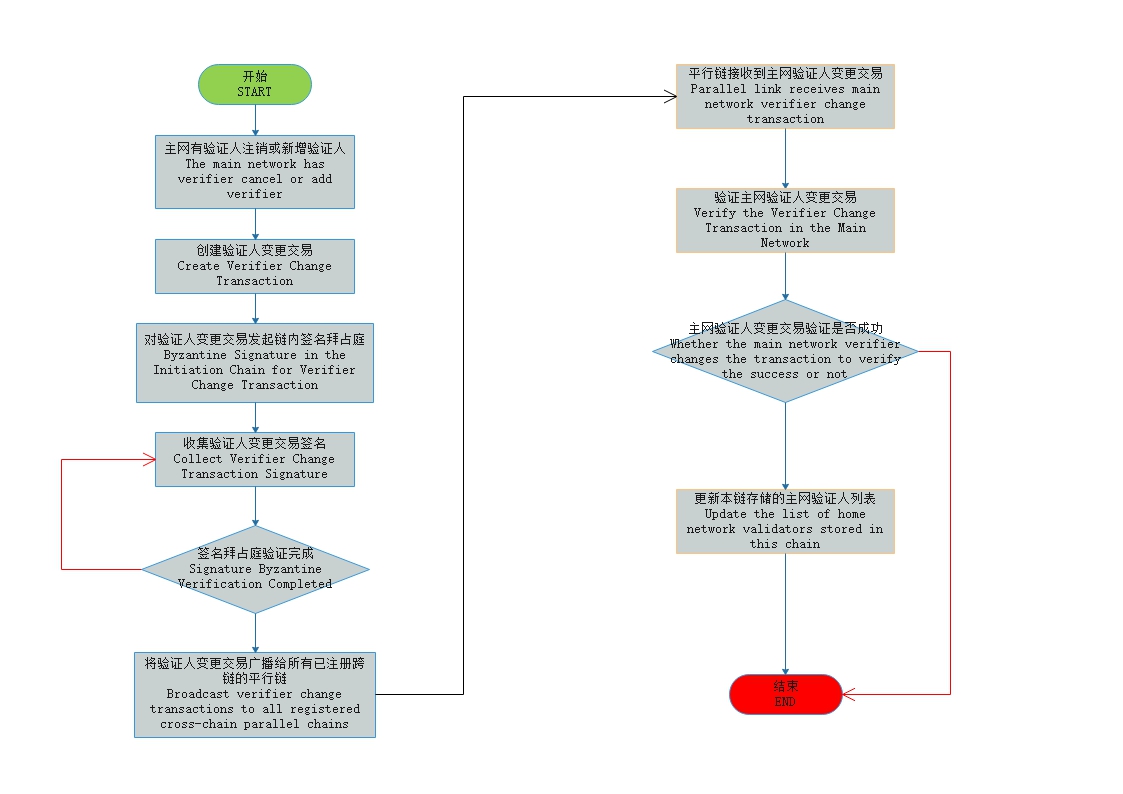 开始
START
主网有验证人注销或新增验证人
The main network has
verifier cancel or add
verifier
创建验证人变更交易
Create Verifier Change
Transaction
对验证人变更交易发起链内签名拜占庭
Byzantine Signature in the
Initiation Chain for Verifier
Change Transaction
收集验证人变更交易签名
Collect Verifier Change
Transaction Signature
签名拜占庭验证完成
Signature Byzantine
Verification Completed
将验证人变更交易广播给所有已注册跨
链的平行链
Broadcast verifier change
transactions to all registered
cross-chain parallel chains
平行链接收到主网验证人变更交易
Parallel link receives main
network verifier change
transaction
验证主网验证人变更交易
Verify the Verifier Change
Transaction in the Main
Network
主网验证人变更交易验证是否成功
Whether the main network verifier
changes the transaction to verify
the success or not
更新本链存储的主网验证人列表
Update the list of home
network validators stored in
this chain
结束
END